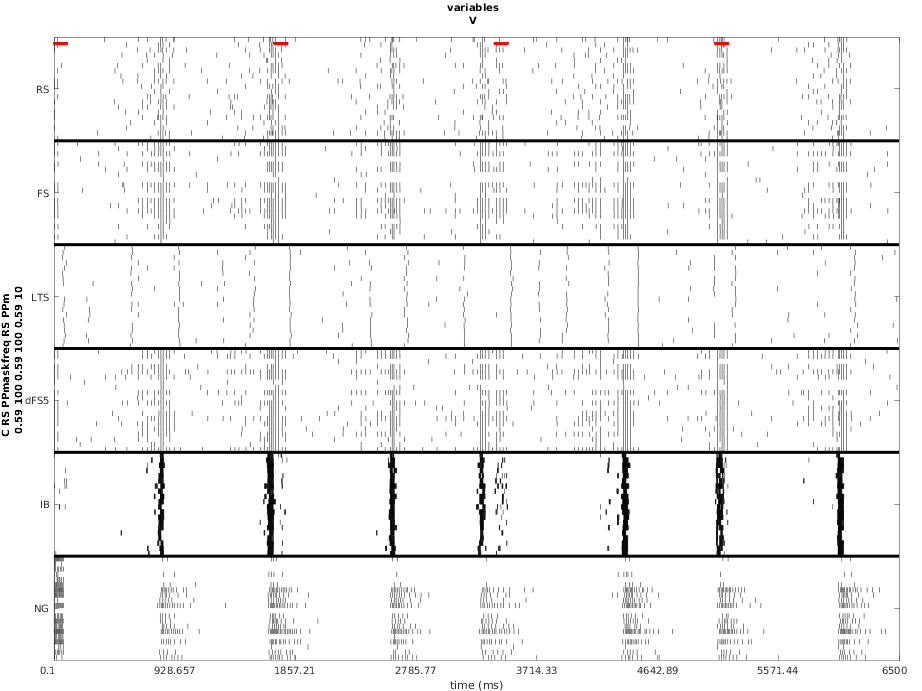 variables
V
C RS PPmaskfreq RS PPm
0.59 100 0.59 100 0.59 10
RS
FS
LTS
dFS5
IB
NG
0.1 928.657 1857.21 2785.77 3714.33 4642.89 5571.44 6500
time (ms)